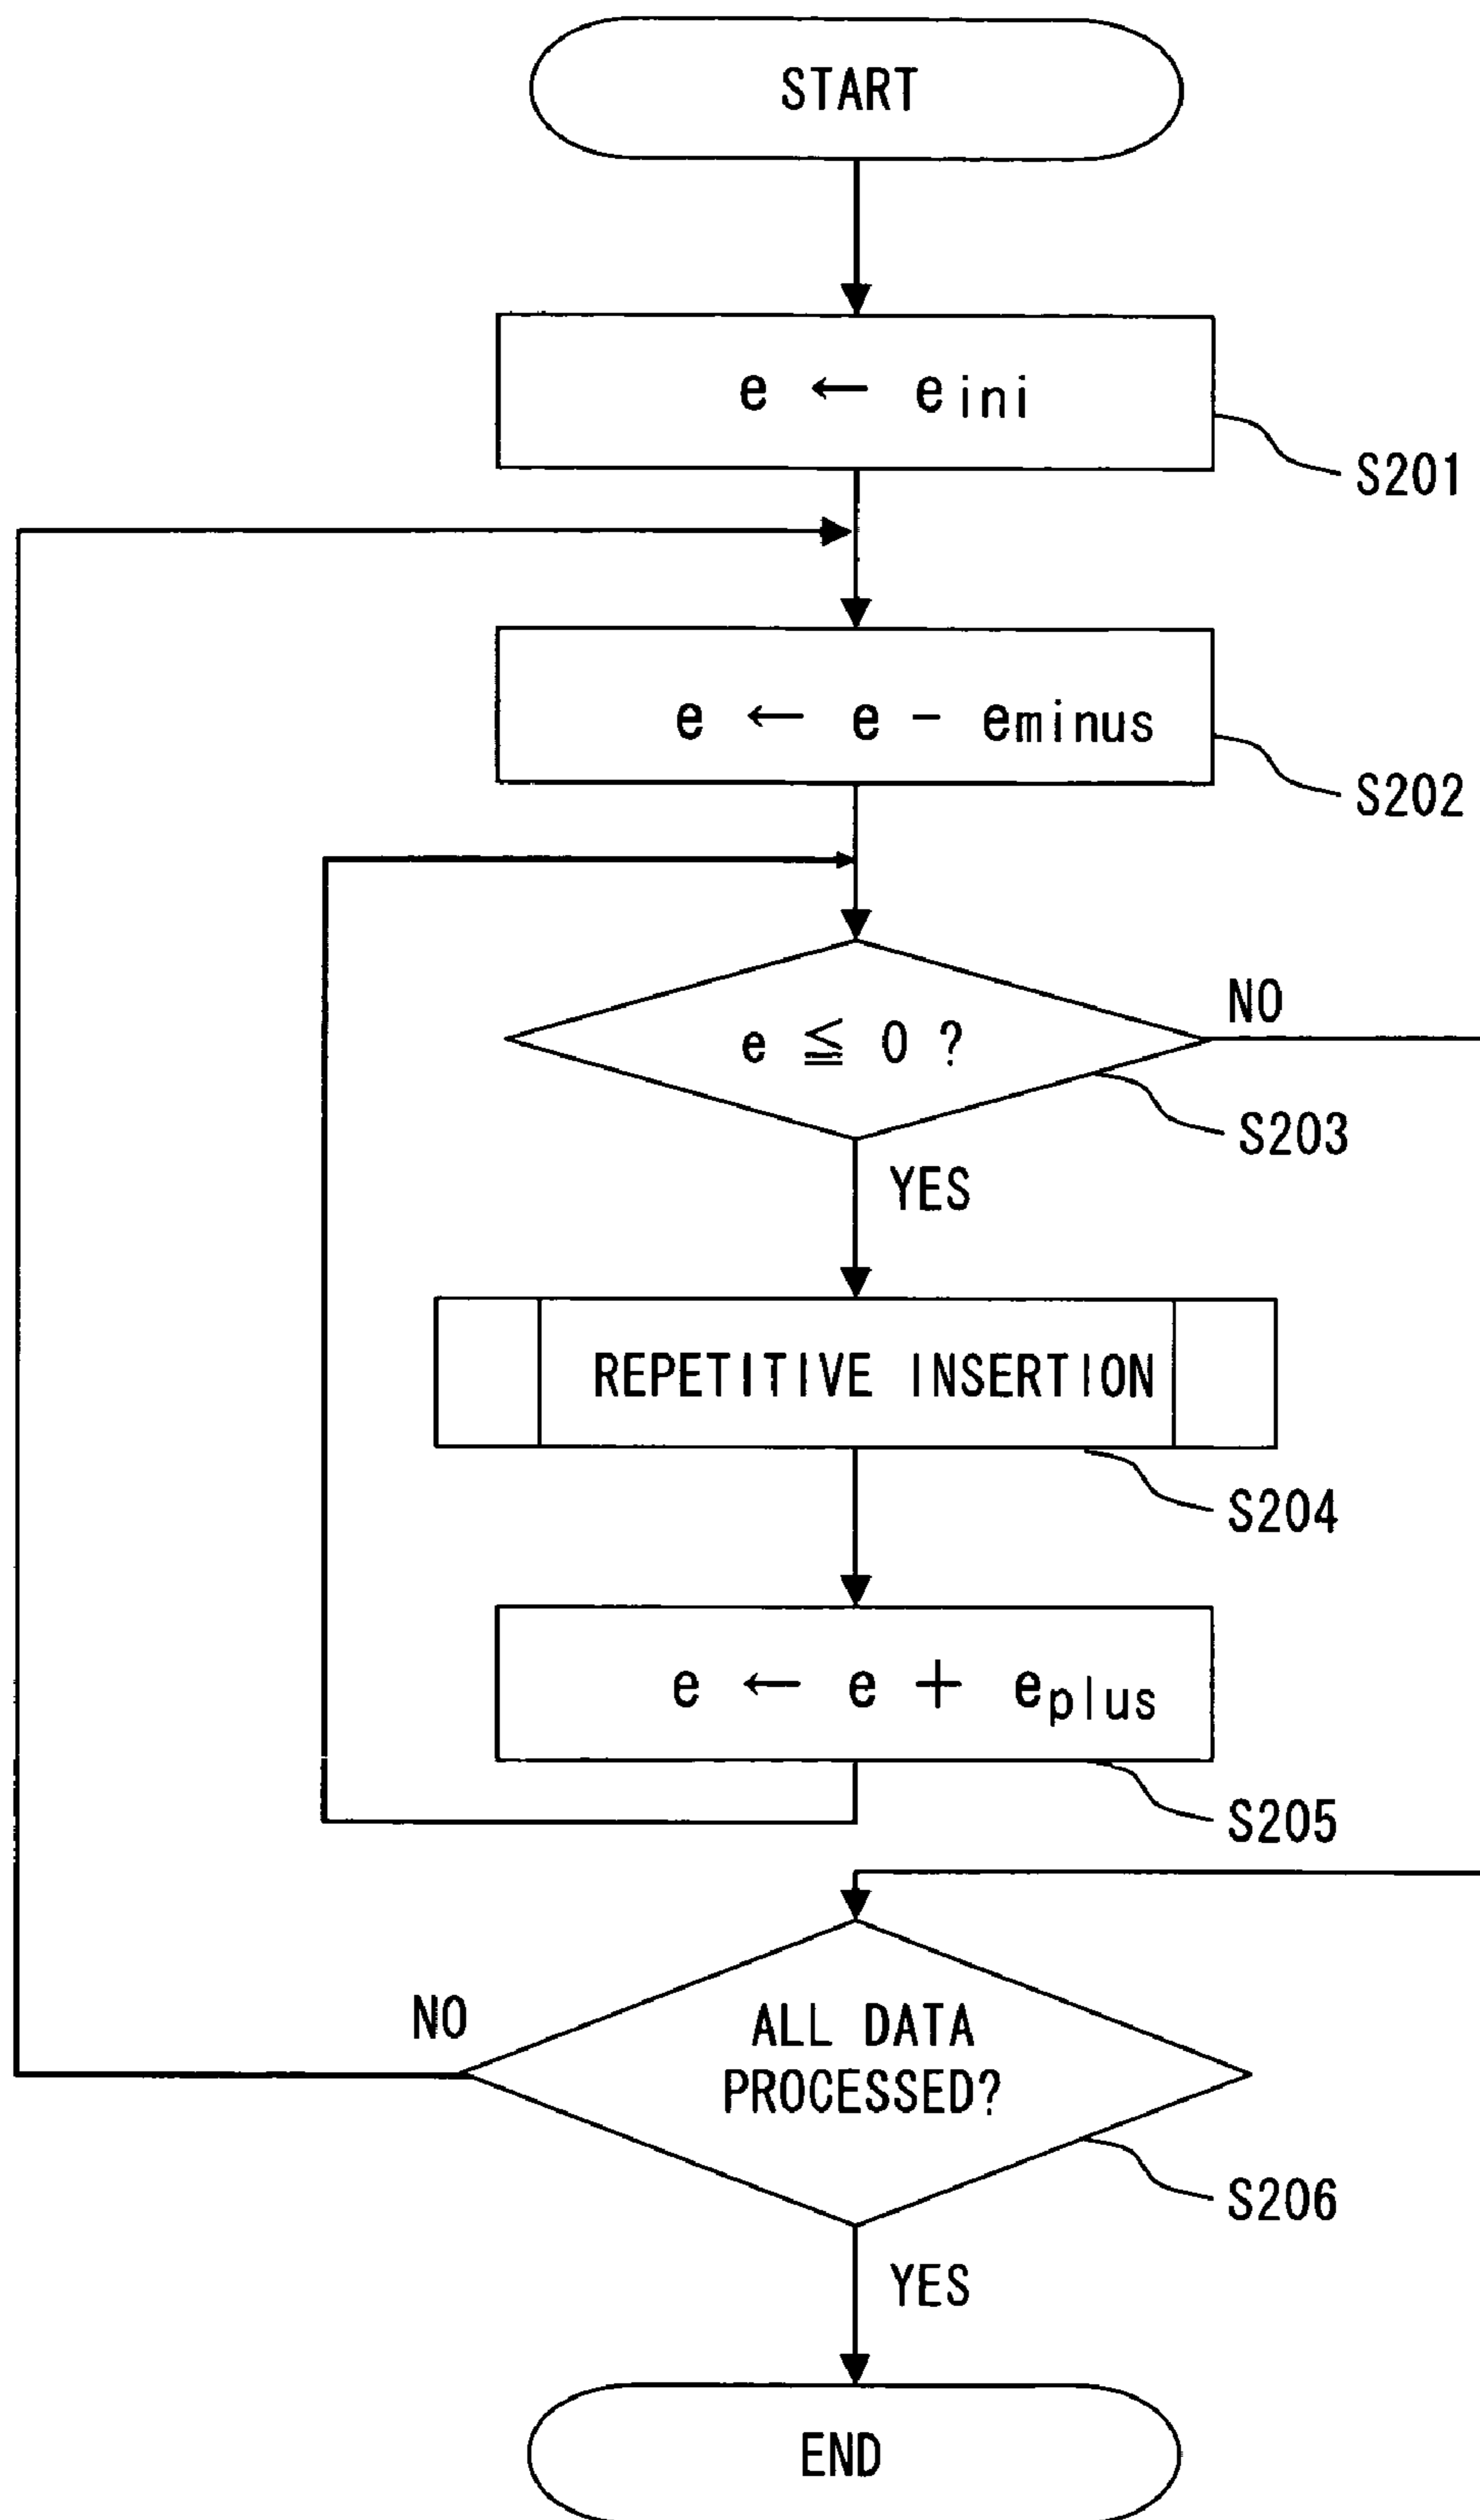 START
e ← eini
S201
e ← e - eminus
S202
NO
e ≦ 0 ?
S203
YES
REPETITIVE INSERTION
S204
e ← e + eplus
S205
NO
ALL DATA
PROCESSED?
S206
YES
END